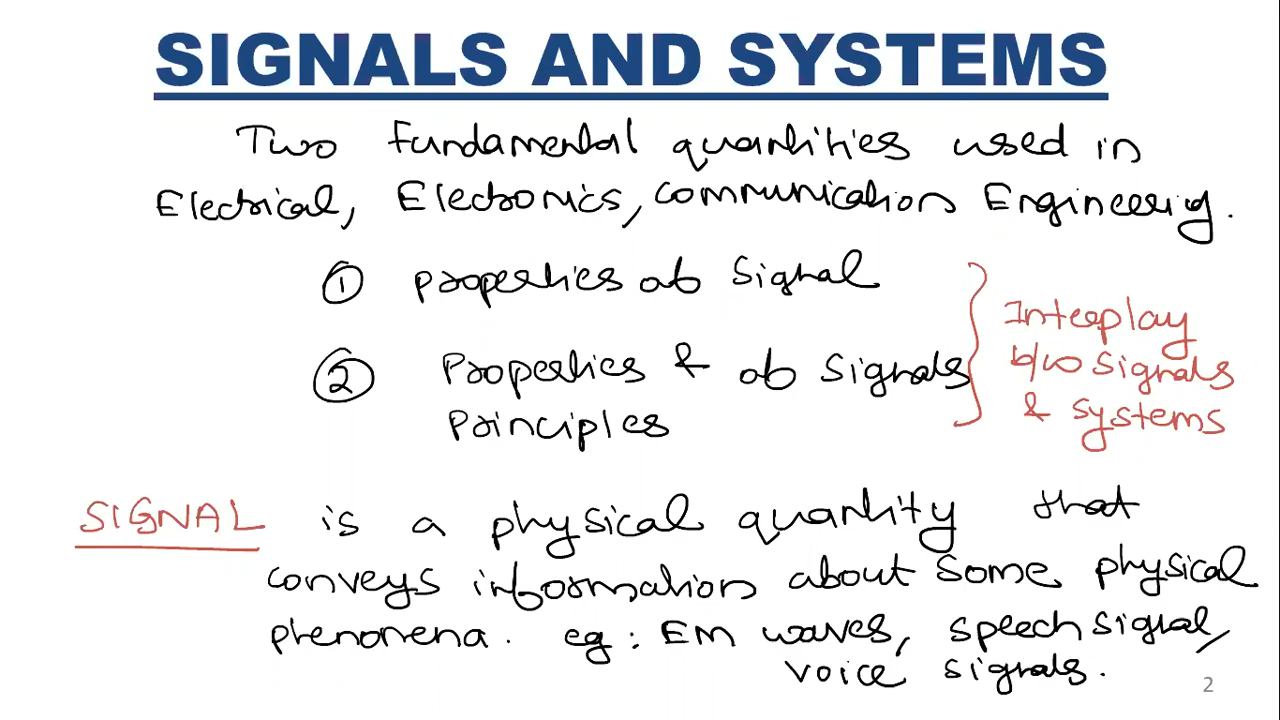 SIGNALS AND SYSTEMS
Two fundamental quantities used in
Electrical, Electronics, communication Engineering.
① properties of Signal
② Properties & of Signals
principles
Interplay
b/w Signals
& systems
SIGNAL is a physical quantity that
conveys information about some physical
phenomena. eg: EM waves, speech signal,
voice signals.
2